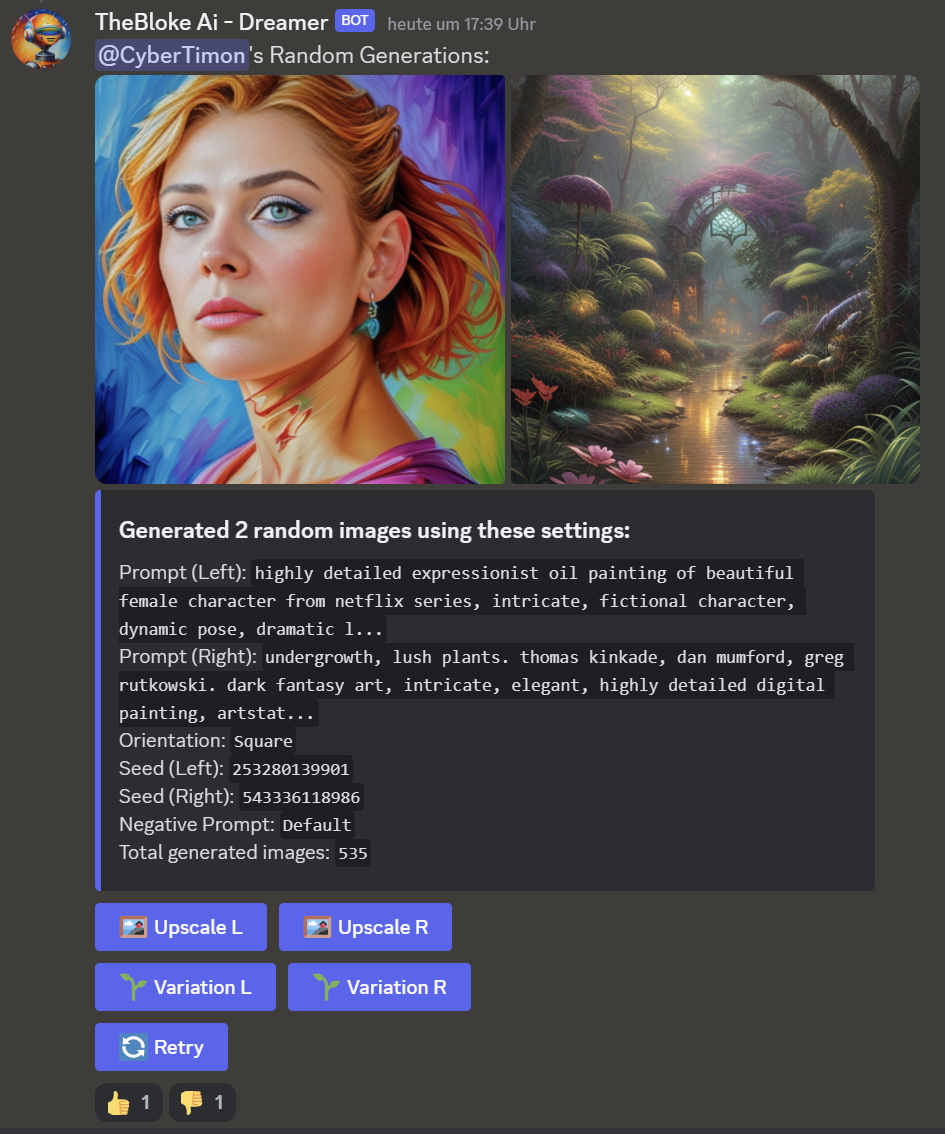 TheBloke Ai - Dreamer BOT heute um 17:39 Uhr
@CyberTimon's Random Generations:
Generated 2 random images using these settings:
Prompt (Left): highly detailed expressionist oil painting of beautiful
female character from netflix series, intricate, fictional character,
dynamic pose, dramatic l...
Prompt (Right): undergrowth, lush plants. thomas kinkade, dan mumford, greg
rutkowski. dark fantasy art, intricate, elegant, highly detailed digital
painting, artstat...
Orientation: Square
Seed (Left): 253280139901
Seed (Right): 543336118986
Negative Prompt: Default
Total generated images: 535
Upscale L Upscale R
Variation L Variation R
Retry
1 1